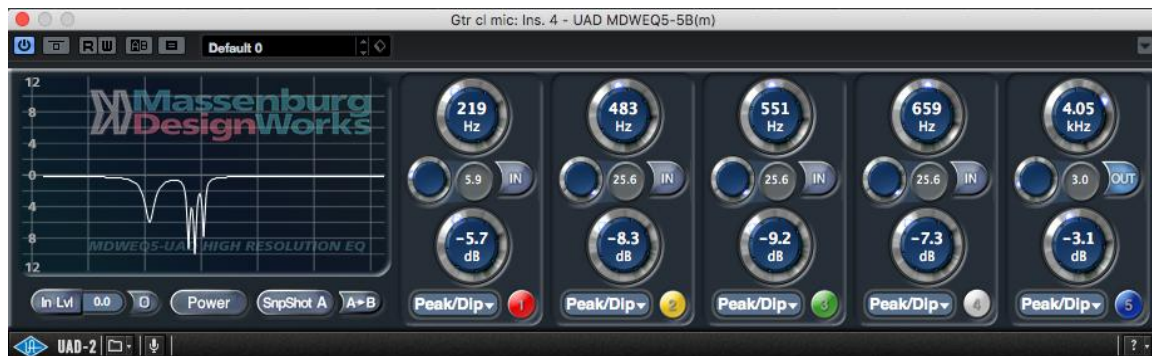 Gtr cl mic: Ins. 4 - UAD MDWEQ5-5B(m)
R W AB Default 0
12
8
4
0
4
8
12
Massenburg
DesignWorks
MDWEQ5-UAD HIGH RESOLUTION EQ
In Lvl 0.0 Power SnpShot A A▸B
219
Hz
5.9 IN
-5.7
dB
Peak/Dip 1
483
Hz
25.6 IN
-8.3
dB
Peak/Dip 2
551
Hz
25.6 IN
-9.2
dB
Peak/Dip 3
659
Hz
25.6 IN
-7.3
dB
Peak/Dip 4
4.05
kHz
3.0 OUT
-3.1
dB
Peak/Dip 5
UA UAD-2 ?